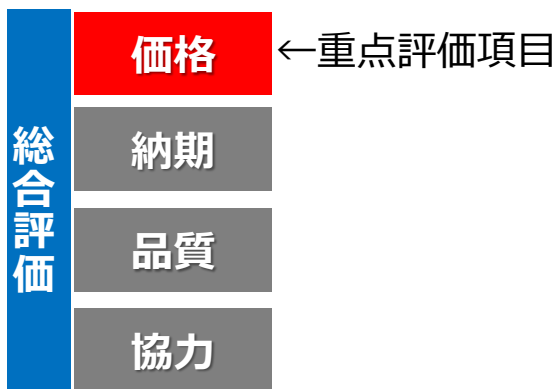 総合評価
価格
←重点評価項目
納期
品質
協力